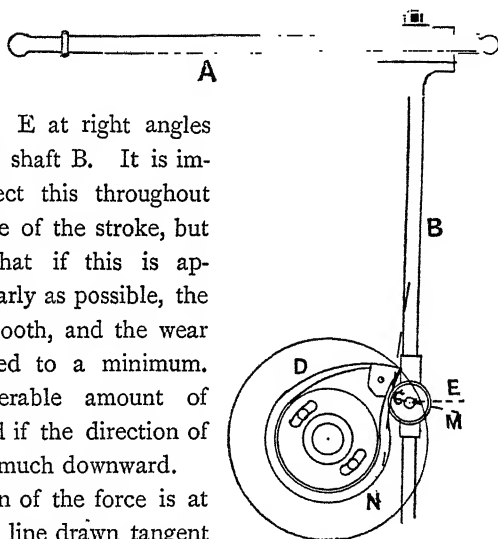 A
E at right angles
shaft B. It is im-
ect this throughout
e of the stroke, but
hat if this is ap-
arly as possible, the
ooth, and the wear
ed to a minimum.
erable amount of
d if the direction of
much downward.
n of the force is at
line drawn tangent
B
D
C
E
M
N